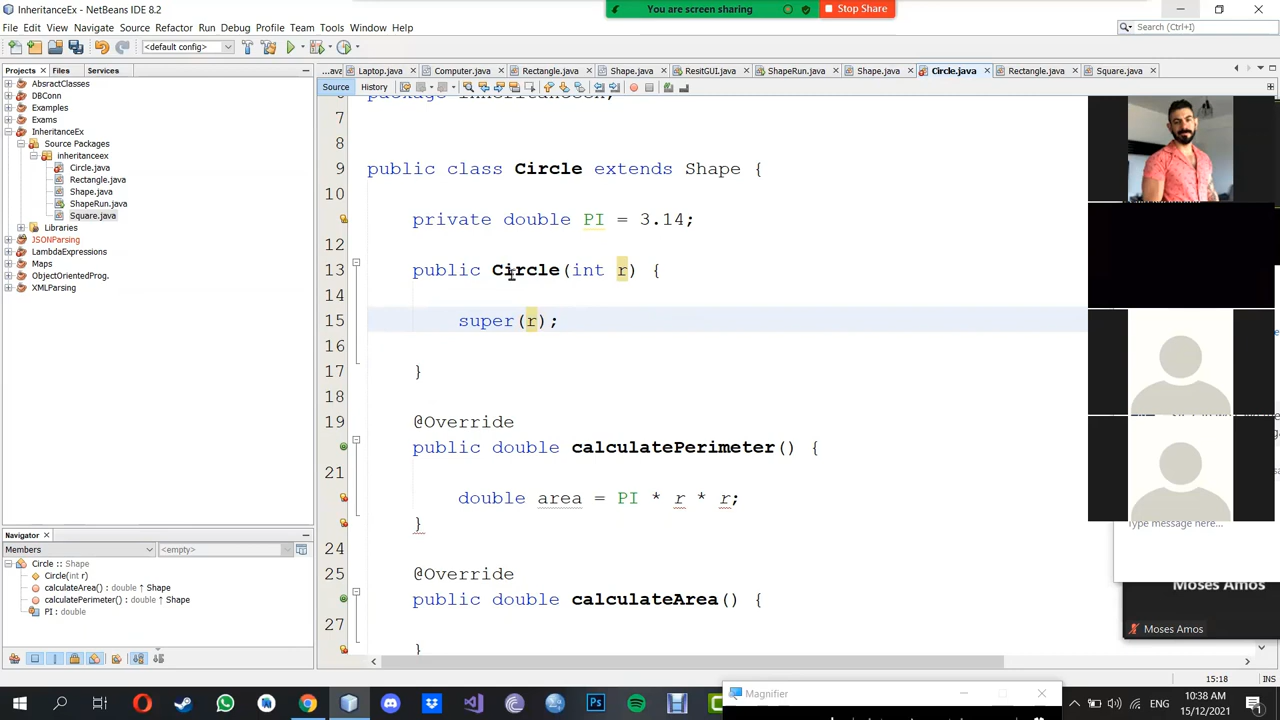 InheritanceEx - NetBeans IDE 8.2
You are screen sharing
Stop Share
File Edit View Navigate Source Refactor Run Debug Profile Team Tools Window Help
Search (Ctrl+I)
<default config>
Projects Files Services
...ava Laptop.java Computer.java Rectangle.java Shape.java ResitGUI.java ShapeRun.java Shape.java Circle.java Rectangle.java Square.java
Source History
AbstractClasses
DBConn
Examples
Exams
InheritanceEx
Source Packages
inheritanceex
Circle.java
Rectangle.java
Shape.java
ShapeRun.java
Square.java
Libraries
JSONParsing
LambdaExpressions
Maps
ObjectOrientedProg.
XMLParsing
7
8
9 public class Circle extends Shape {
10
private double PI = 3.14;
12
13 public Circle(int r) {
14
15 super(r);
16
17 }
18
19 @Override
public double calculatePerimeter() {
21
double area = PI * r * r;
}
24
25 @Override
public double calculateArea() {
27
}
Navigator
Members <empty>
Circle :: Shape
Circle(int r)
calculateArea() : double ↑ Shape
calculatePerimeter() : double ↑ Shape
PI : double
Type message here...
Moses Amos
Moses Amos
15:18 INS
Magnifier
ENG
10:38 AM
15/12/2021